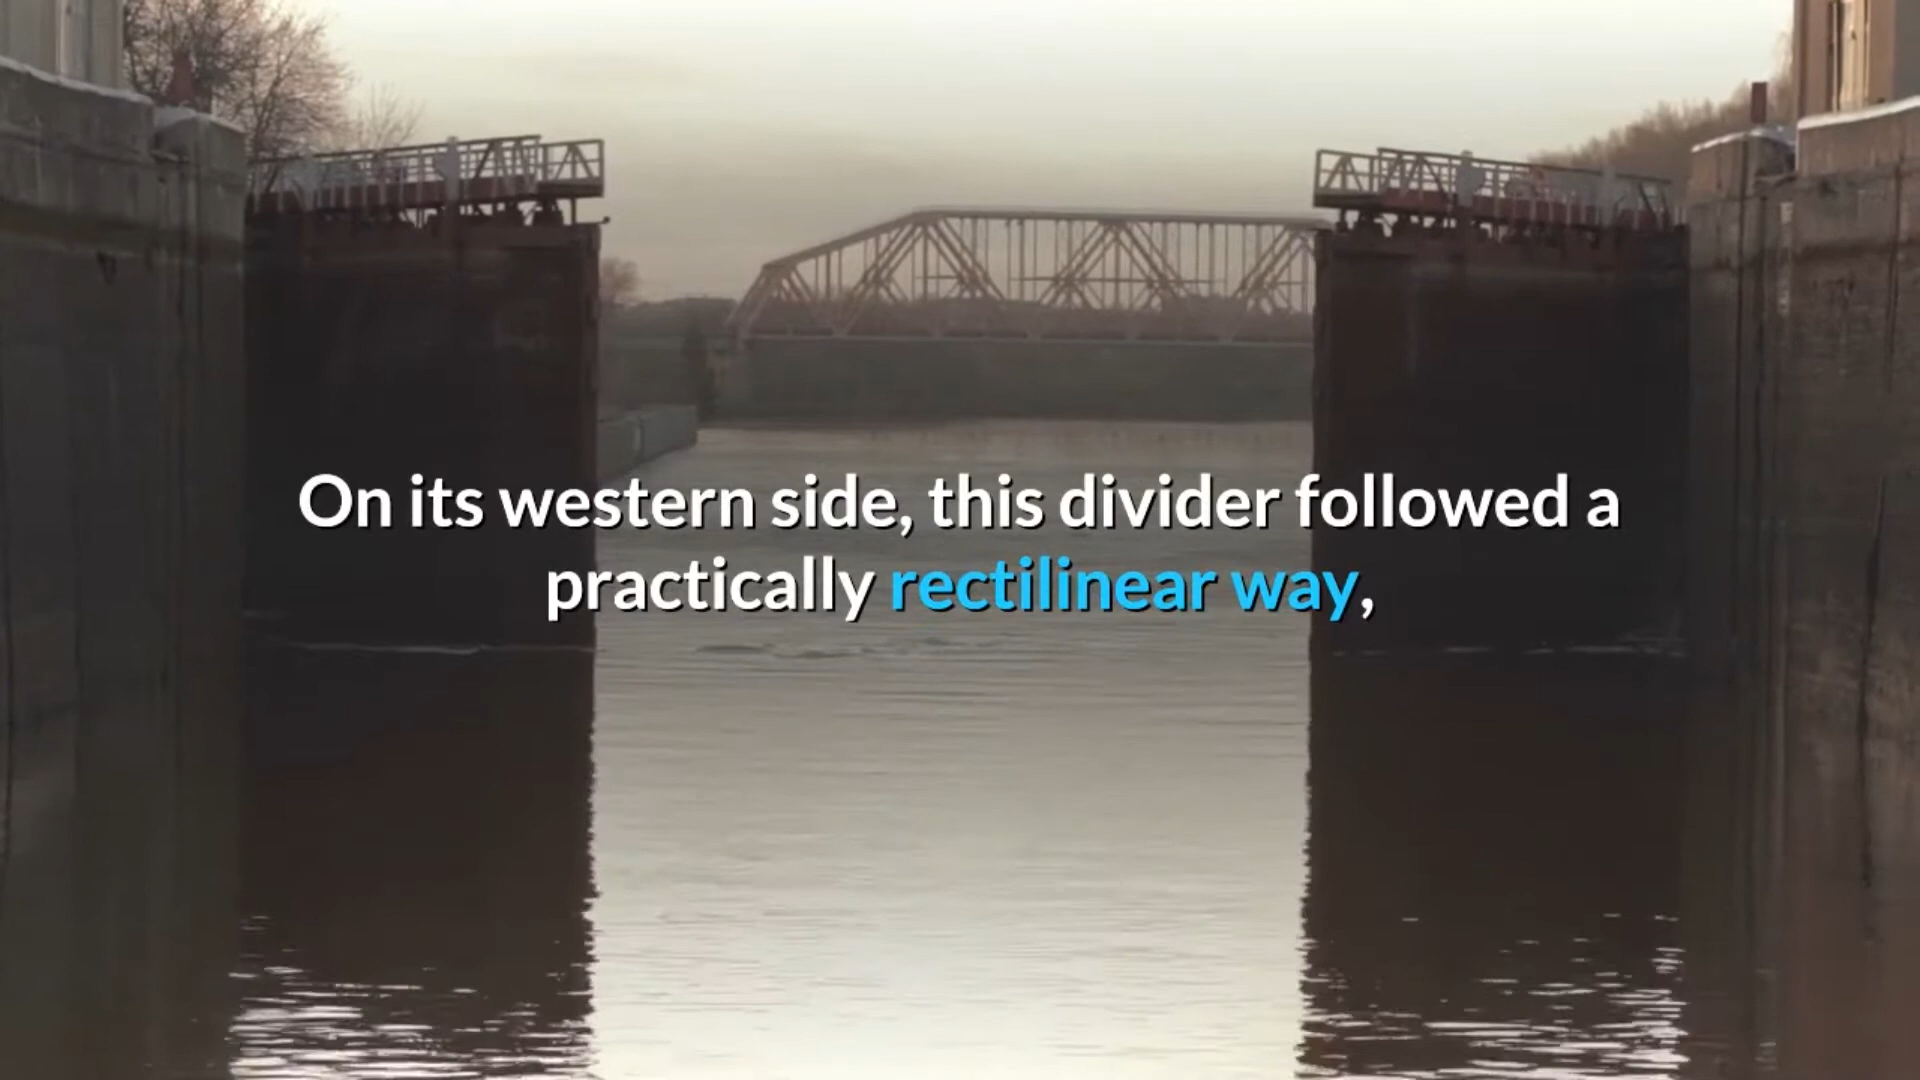 On its western side, this divider followed a
practically rectilinear way,